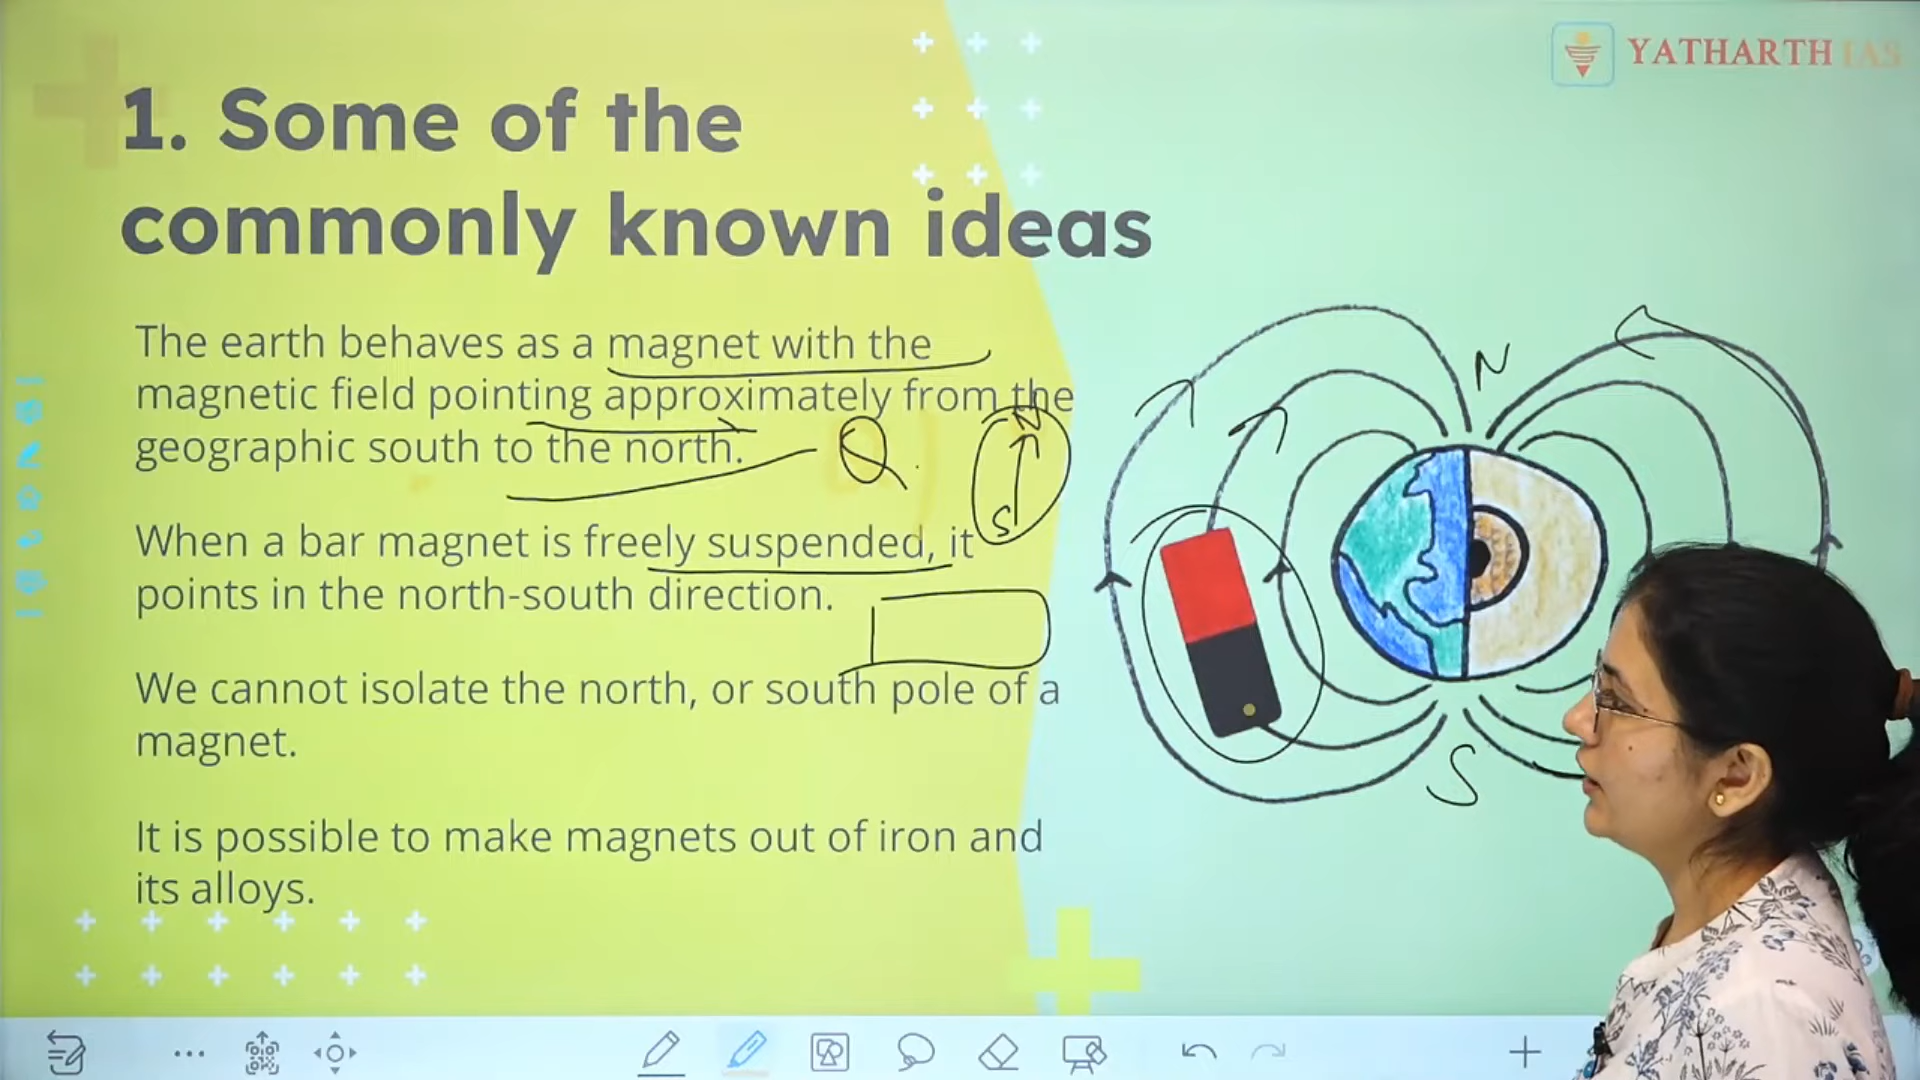 YATHARTH IAS
1. Some of the
commonly known ideas
The earth behaves as a magnet with the
magnetic field pointing approximately from the
geographic south to the north.
Q
N
S
When a bar magnet is freely suspended, it
points in the north-south direction.
We cannot isolate the north, or south pole of a
magnet.
It is possible to make magnets out of iron and
its alloys.
N
S